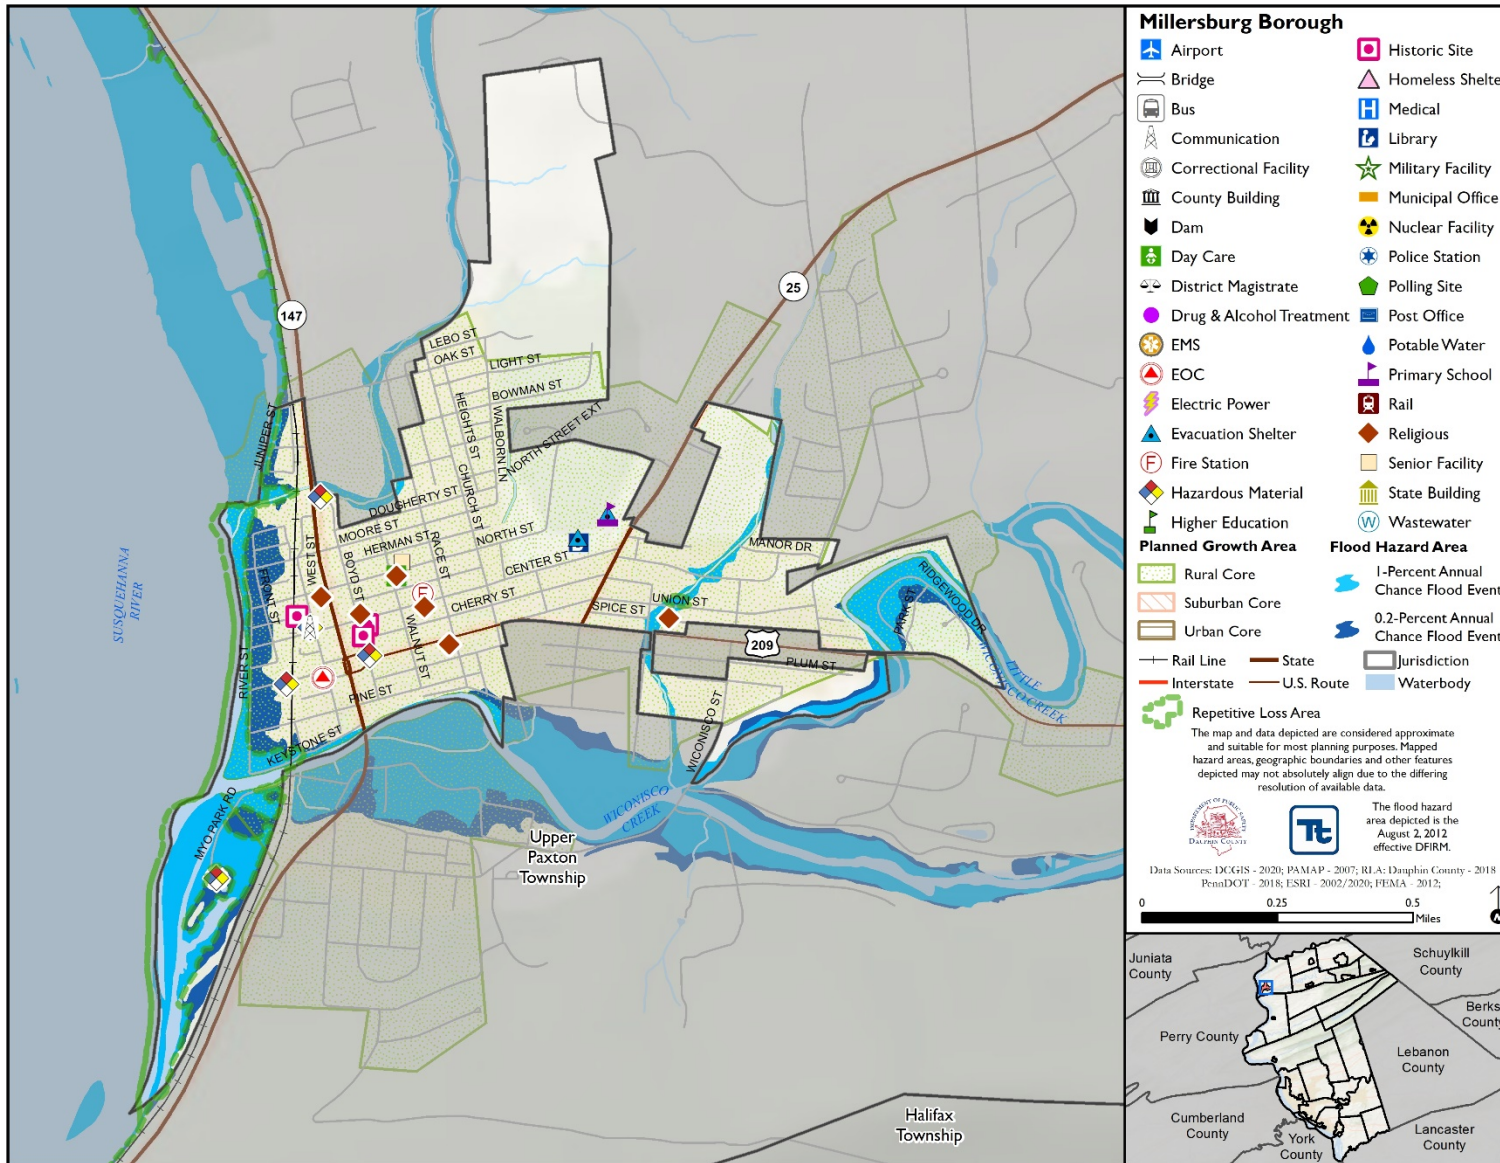 Millersburg Borough
Airport
Bridge
Bus
Communication
Correctional Facility
County Building
Dam
Day Care
District Magistrate
Drug & Alcohol Treatment
EMS
EOC
Electric Power
Evacuation Shelter
Fire Station
Hazardous Material
Higher Education
Historic Site
Homeless Shelte
Medical
Library
Military Facility
Municipal Office
Nuclear Facility
Police Station
Polling Site
Post Office
Potable Water
Primary School
Rail
Religious
Senior Facility
State Building
Wastewater
Planned Growth Area
Rural Core
Suburban Core
Urban Core
Flood Hazard Area
1-Percent Annual
Chance Flood Event
0.2-Percent Annual
Chance Flood Event
Rail Line
State
Jurisdiction
Interstate
U.S. Route
Waterbody
Repetitive Loss Area
The map and data depicted are considered approximate
and suitable for most planning purposes. Mapped
hazard areas, geographic boundaries and other features
depicted may not absolutely align due to the differing
resolution of available data.
DEPARTMENT OF PUBLIC SAFETY
DAUPHIN COUNTY
Tt
The flood hazard
area depicted is the
August 2, 2012
effective DFIRM.
Data Sources: DCGIS - 2020; PAMAP - 2007; RLA: Dauphin County - 2018
PennDOT - 2018; ESRI - 2002/2020; FEMA - 2012;
0
0.25
0.5
Miles
N
Juniata
County
Schuylkill
County
Berks
County
Perry County
Lebanon
County
Cumberland
County
York
County
Lancaster
County
147
25
209
LEBO ST
OAK ST
LIGHT ST
BOWMAN ST
HEIGHTS ST
WALBORN LN
NORTH STREET EXT
JUNIPER ST
CHURCH ST
DOUGHERTY ST
MOORE ST
HERMAN ST
NORTH ST
RACE ST
CENTER ST
WEST ST
BOYD ST
FRONT ST
CHERRY ST
WALNUT ST
MANOR DR
UNION ST
SPICE ST
PLUM ST
RIDGEWOOD DR
PARK ST
RIVER ST
PINE ST
KEYSTONE ST
WICONISCO ST
MYO PARK RD
SUSQUEHANNA
RIVER
LITTLE
WICONISCO CREEK
WICONISCO
CREEK
Upper
Paxton
Township
Halifax
Township
F